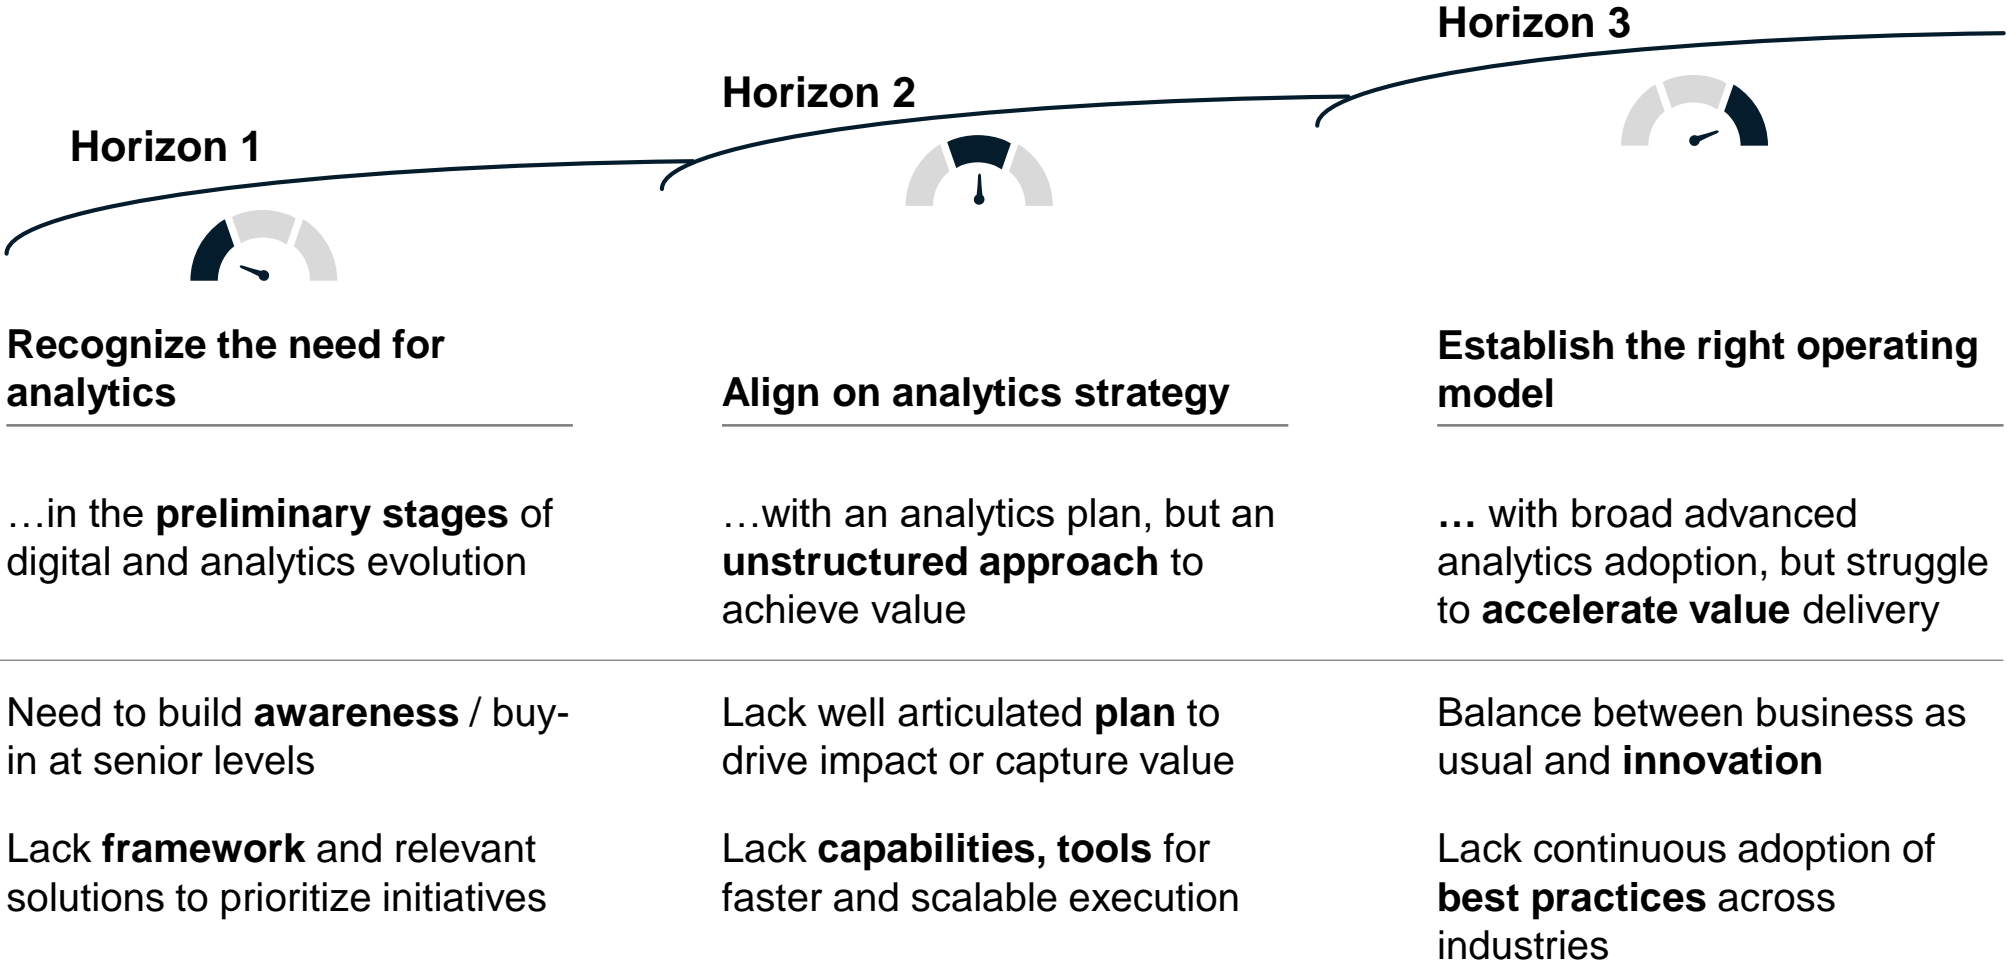 Horizon 1
Recognize the need for
analytics
…in the preliminary stages of
digital and analytics evolution
Need to build awareness / buy-
in at senior levels
Lack framework and relevant
solutions to prioritize initiatives
Horizon 2
Align on analytics strategy
…with an analytics plan, but an
unstructured approach to
achieve value
Lack well articulated plan to
drive impact or capture value
Lack capabilities, tools for
faster and scalable execution
Horizon 3
Establish the right operating
model
… with broad advanced
analytics adoption, but struggle
to accelerate value delivery
Balance between business as
usual and innovation
Lack continuous adoption of
best practices across
industries